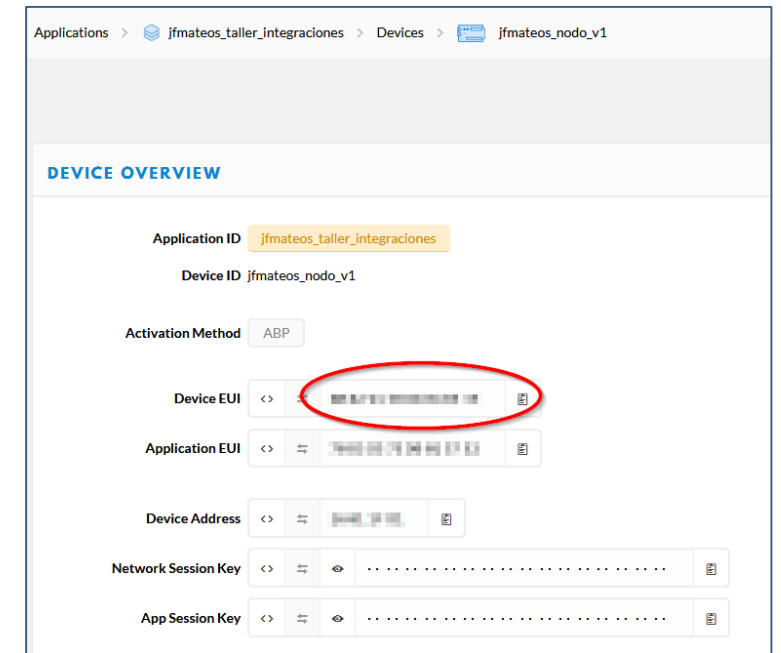 Applications > jfmateos_taller_integraciones > Devices > jfmateos_nodo_v1
DEVICE OVERVIEW
Application ID jfmateos_taller_integraciones
Device ID jfmateos_nodo_v1
Activation Method ABP
Device EUI <>
Application EUI <>
Device Address <>
Network Session Key <>
App Session Key <>